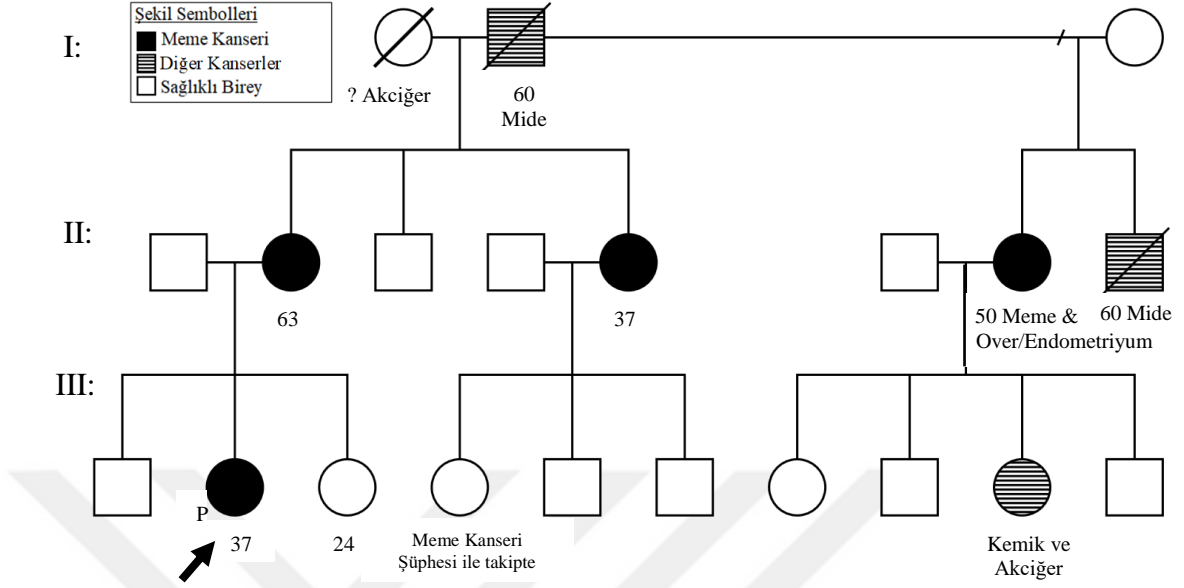 Şekil Sembolleri
Meme Kanseri
Diğer Kanserler
Sağlıklı Birey
I:
? Akciğer
60
Mide
II:
63
37
50 Meme &
Over/Endometriyum
60 Mide
III:
P
37
24
Meme Kanseri
Şüphesi ile takipte
Kemik ve
Akciğer